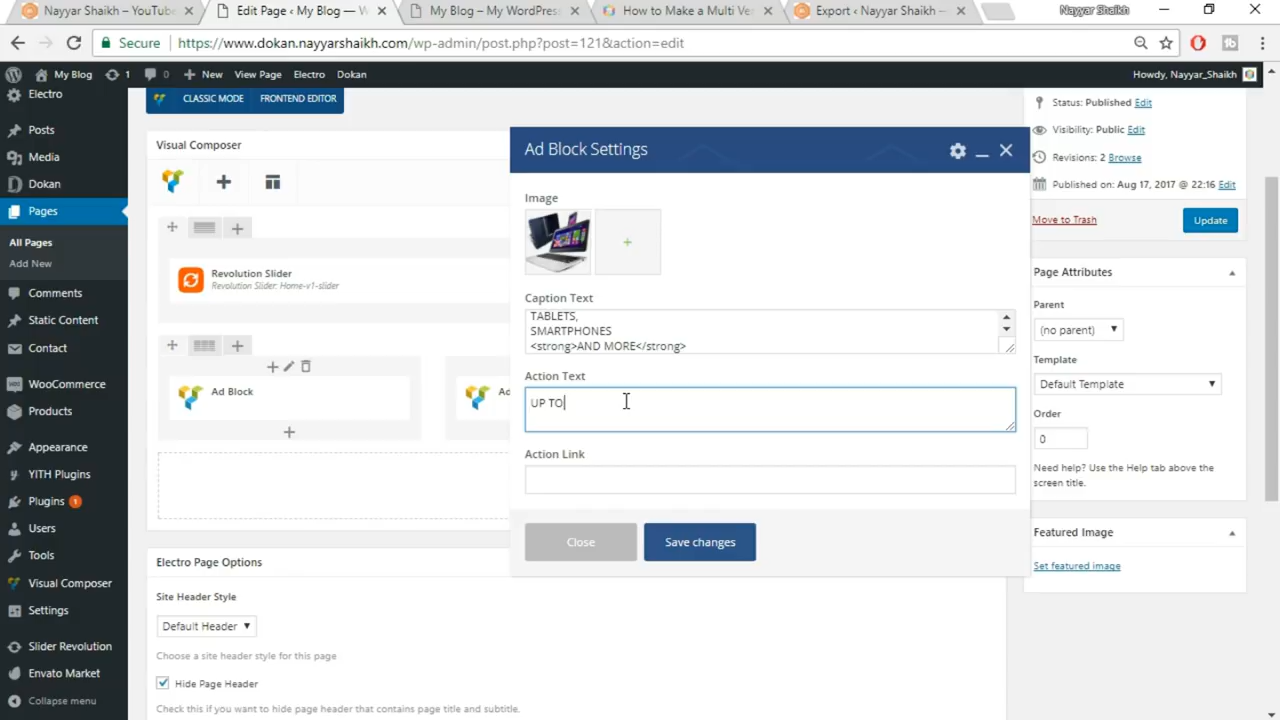 Nayyar Shaikh – YouTube
Edit Page ‹ My Blog — W
My Blog – My WordPress
How to Make a Multi Ve
Export ‹ Nayyar Shaikh —
Nayyar Shaikh
Secure
https://www.dokan.nayyarshaikh.com/wp-admin/post.php?post=121&action=edit
My Blog
1
0
New
View Page
Electro
Dokan
Howdy, Nayyar_Shaikh
Electro
Posts
Media
Dokan
Pages
All Pages
Add New
Comments
Static Content
Contact
WooCommerce
Products
Appearance
YITH Plugins
Plugins 1
Users
Tools
Visual Composer
Settings
Slider Revolution
Envato Market
Collapse menu
CLASSIC MODE
FRONTEND EDITOR
Visual Composer
Revolution Slider
Revolution Slider: Home-v1-slider
Ad Block
Ad
Electro Page Options
Site Header Style
Default Header
Choose a site header style for this page
Hide Page Header
Check this if you want to hide page header that contains page title and subtitle.
Ad Block Settings
Image
Caption Text
TABLETS,
SMARTPHONES
<strong>AND MORE</strong>
Action Text
UP TO
Action Link
Close
Save changes
Status: Published Edit
Visibility: Public Edit
Revisions: 2 Browse
Published on: Aug 17, 2017 @ 22:16 Edit
Move to Trash
Update
Page Attributes
Parent
(no parent)
Template
Default Template
Order
0
Need help? Use the Help tab above the
screen title.
Featured Image
Set featured image